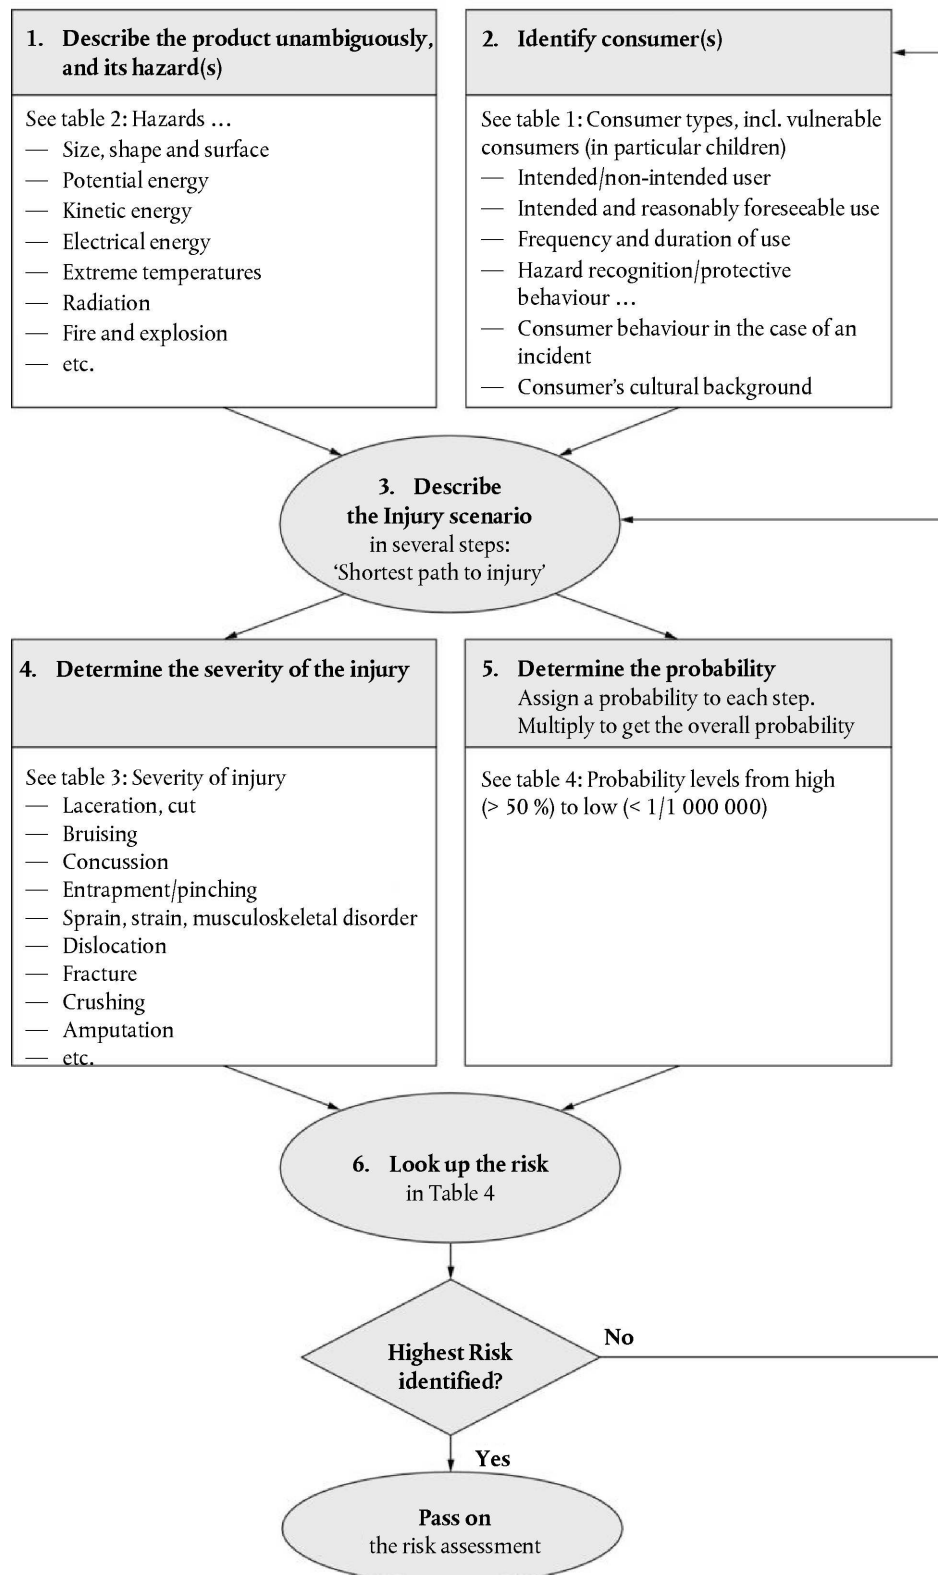 1. Describe the product unambiguously,
and its hazard(s)
See table 2: Hazards …
— Size, shape and surface
— Potential energy
— Kinetic energy
— Electrical energy
— Extreme temperatures
— Radiation
— Fire and explosion
— etc.
2. Identify consumer(s)
See table 1: Consumer types, incl. vulnerable
consumers (in particular children)
— Intended/non-intended user
— Intended and reasonably foreseeable use
— Frequency and duration of use
— Hazard recognition/protective
behaviour …
— Consumer behaviour in the case of an
incident
— Consumer’s cultural background
3. Describe
the Injury scenario
in several steps:
‘Shortest path to injury’
4. Determine the severity of the injury
See table 3: Severity of injury
— Laceration, cut
— Bruising
— Concussion
— Entrapment/pinching
— Sprain, strain, musculoskeletal disorder
— Dislocation
— Fracture
— Crushing
— Amputation
— etc.
5. Determine the probability
Assign a probability to each step.
Multiply to get the overall probability
See table 4: Probability levels from high
(> 50 %) to low (< 1/1 000 000)
6. Look up the risk
in Table 4
Highest Risk
identified?
No
Yes
Pass on
the risk assessment